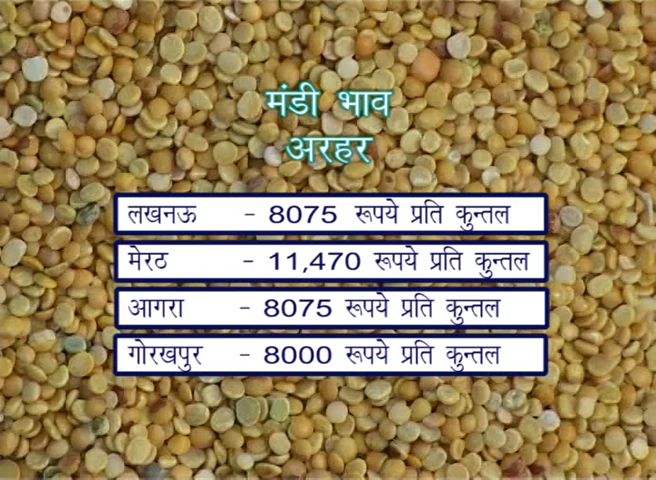 मंडी भाव
अरहर
लखनऊ - 8075 रूपये प्रति कुन्तल
मेरठ - 11,470 रूपये प्रति कुन्तल
आगरा - 8075 रूपये प्रति कुन्तल
गोरखपुर - 8000 रूपये प्रति कुन्तल